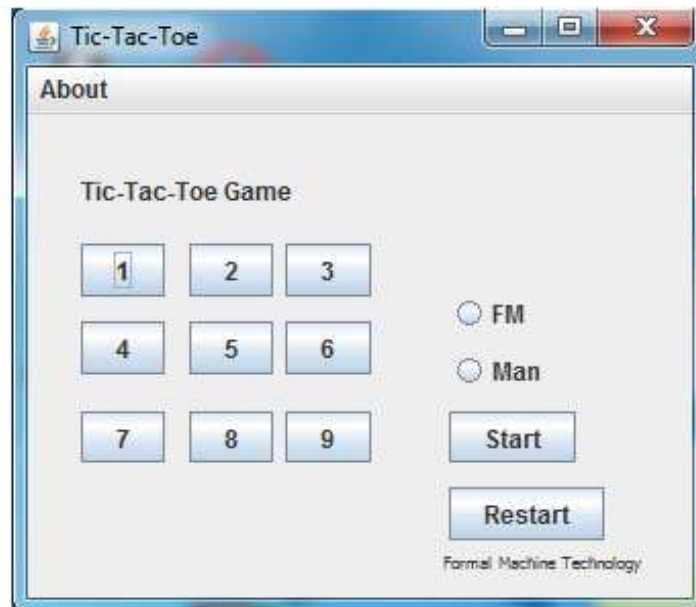 Tic-Tac-Toe
About
Tic-Tac-Toe Game
1 2 3
FM
4 5 6
Man
7 8 9
Start
Restart
Formal Machine Technology